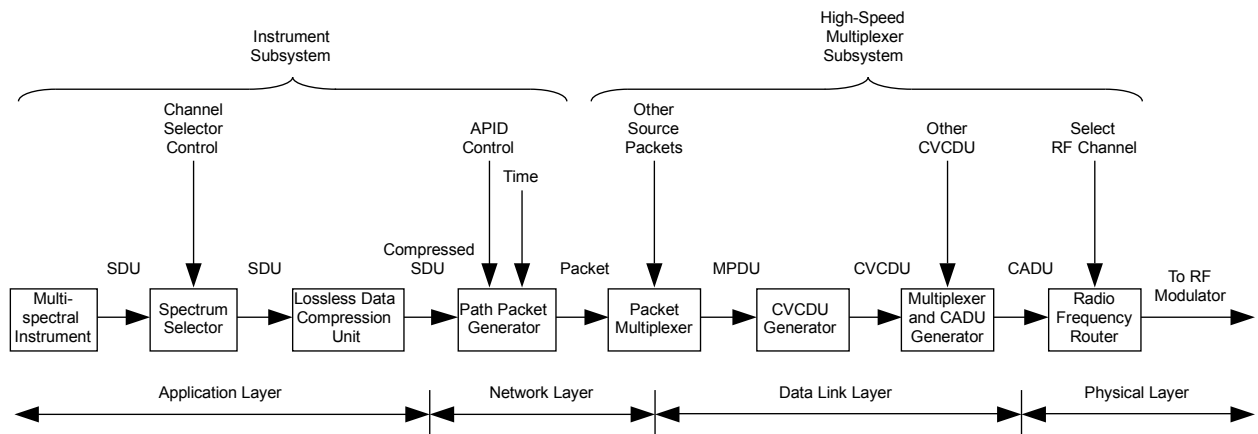 Instrument
Subsystem
High-Speed
Multiplexer
Subsystem
Channel
Selector
Control
APID
Control
Time
Other
Source
Packets
Other
CVCDU
Select
RF Channel
SDU
SDU
Compressed
SDU
Packet
MPDU
CVCDU
CADU
To RF
Modulator
Multi-
spectral
Instrument
Spectrum
Selector
Lossless Data
Compression
Unit
Path Packet
Generator
Packet
Multiplexer
CVCDU
Generator
Multiplexer
and CADU
Generator
Radio
Frequency
Router
Application Layer
Network Layer
Data Link Layer
Physical Layer